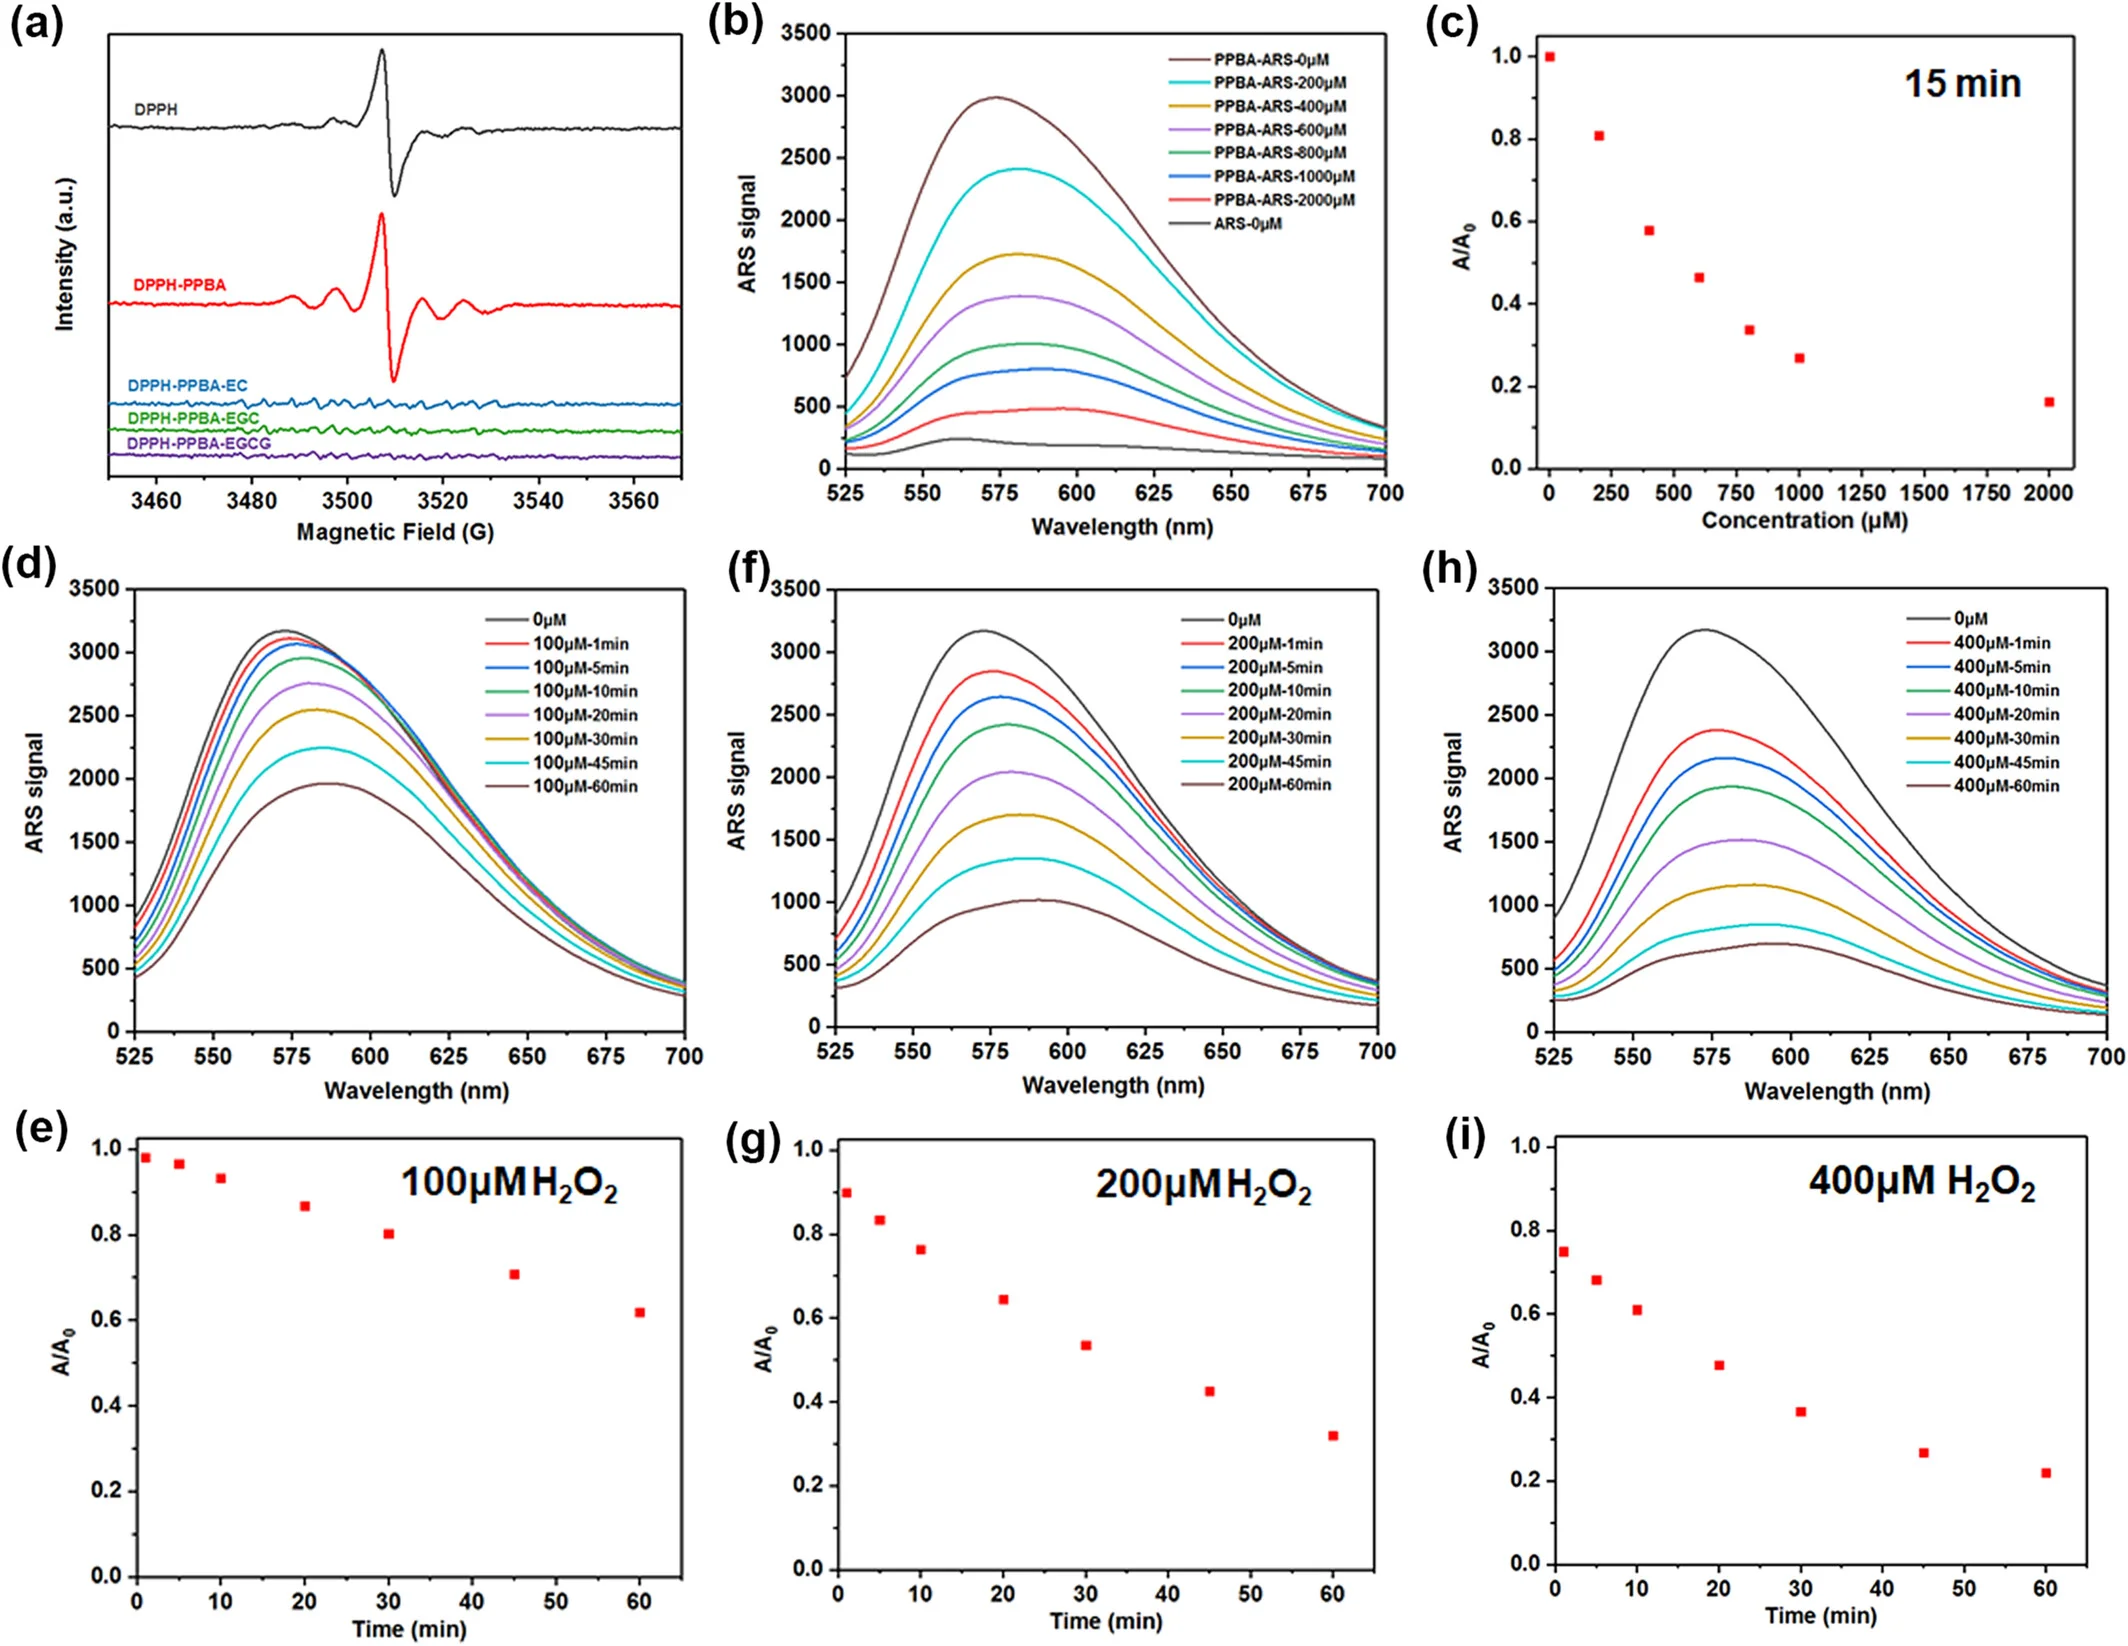 (a)
DPPH
DPPH-PPBA
DPPH-PPBA-EC
DPPH-PPBA-EGC
DPPH-PPBA-EGCG
Intensity (a.u.)
3460 3480 3500 3520 3540 3560
Magnetic Field (G)
(b)
3500
3000
2500
2000
1500
1000
500
0
ARS signal
PPBA-ARS-0μM
PPBA-ARS-200μM
PPBA-ARS-400μM
PPBA-ARS-600μM
PPBA-ARS-800μM
PPBA-ARS-1000μM
PPBA-ARS-2000μM
ARS-0μM
525 550 575 600 625 650 675 700
Wavelength (nm)
(c)
15 min
1.0
0.8
0.6
0.4
0.2
0.0
A/A0
0 250 500 750 1000 1250 1500 1750 2000
Concentration (μM)
(d)
3500
3000
2500
2000
1500
1000
500
0
ARS signal
0μM
100μM-1min
100μM-5min
100μM-10min
100μM-20min
100μM-30min
100μM-45min
100μM-60min
525 550 575 600 625 650 675 700
Wavelength (nm)
(f)
3500
3000
2500
2000
1500
1000
500
0
ARS signal
0μM
200μM-1min
200μM-5min
200μM-10min
200μM-20min
200μM-30min
200μM-45min
200μM-60min
525 550 575 600 625 650 675 700
Wavelength (nm)
(h)
3500
3000
2500
2000
1500
1000
500
0
ARS signal
0μM
400μM-1min
400μM-5min
400μM-10min
400μM-20min
400μM-30min
400μM-45min
400μM-60min
525 550 575 600 625 650 675 700
Wavelength (nm)
(e)
100μM H2O2
1.0
0.8
0.6
0.4
0.2
0.0
A/A0
0 10 20 30 40 50 60
Time (min)
(g)
200μM H2O2
1.0
0.8
0.6
0.4
0.2
0.0
A/A0
0 10 20 30 40 50 60
Time (min)
(i)
400μM H2O2
1.0
0.8
0.6
0.4
0.2
0.0
A/A0
0 10 20 30 40 50 60
Time (min)